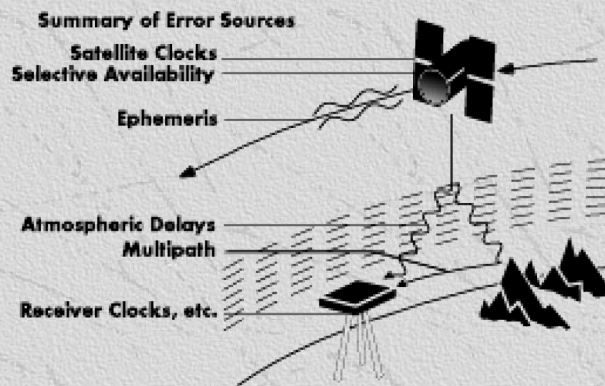 Summary of Error Sources
Satellite Clocks
Selective Availability
Ephemeris
Atmospheric Delays
Multipath
Receiver Clocks, etc.